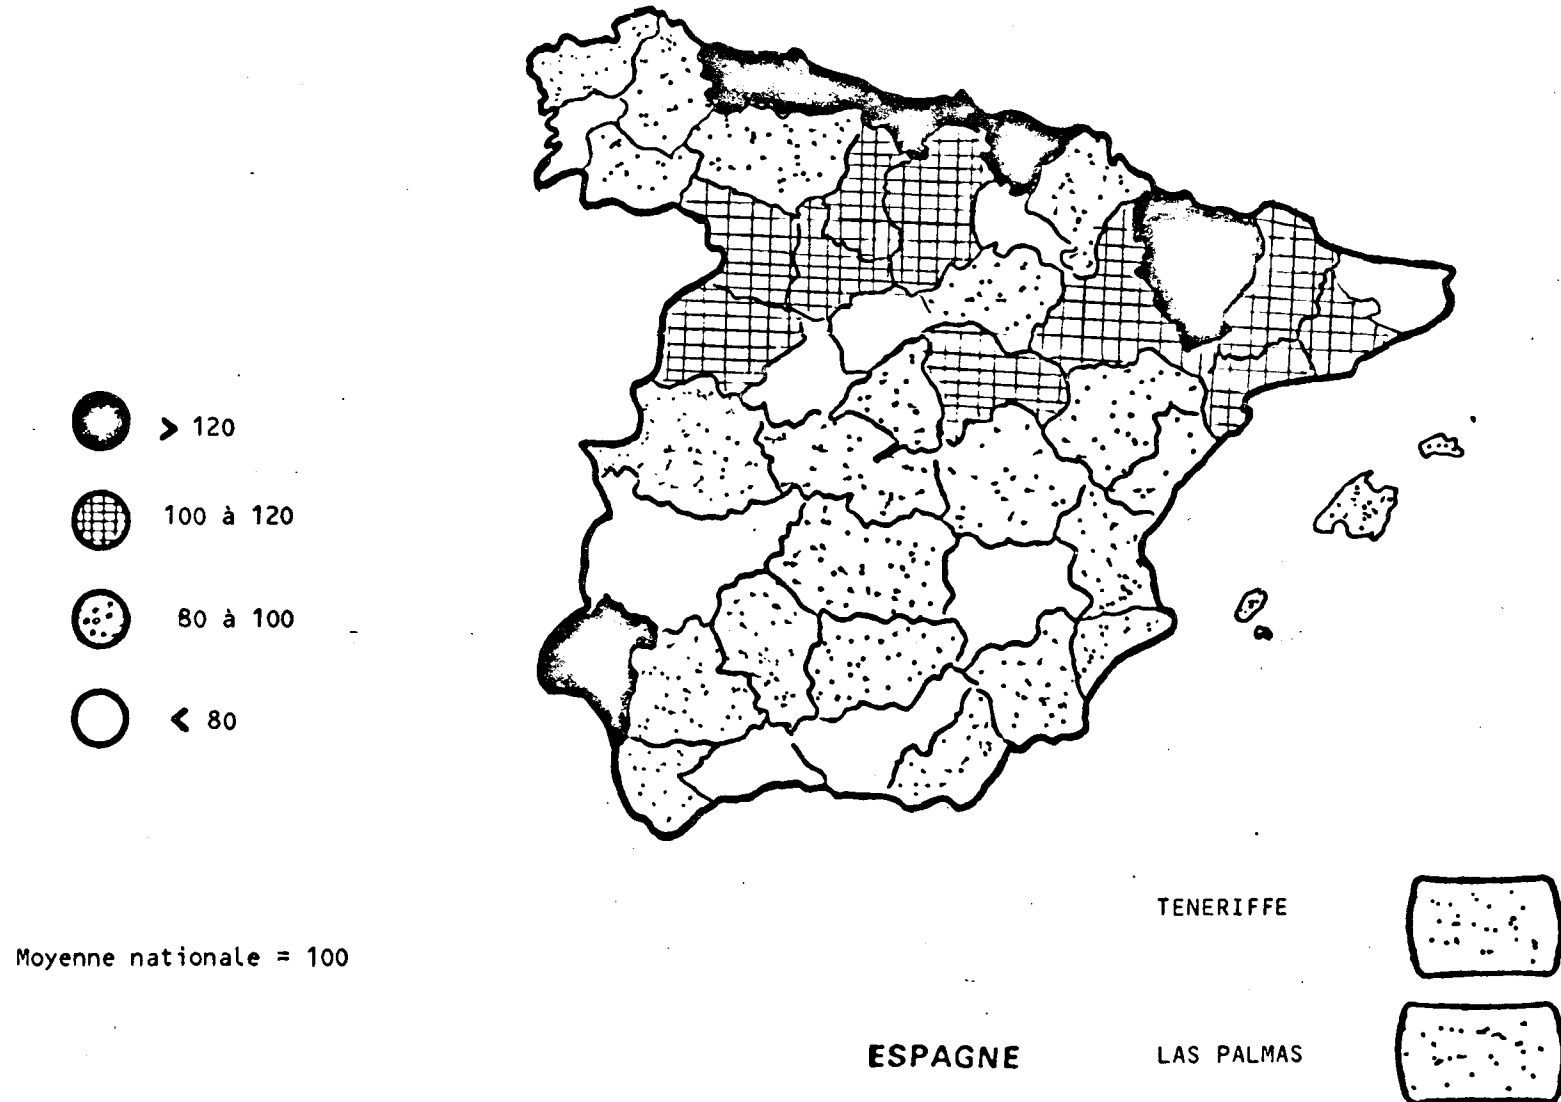 > 120
100 à 120
80 à 100
< 80
Moyenne nationale = 100
TENERIFFE
ESPAGNE
LAS PALMAS